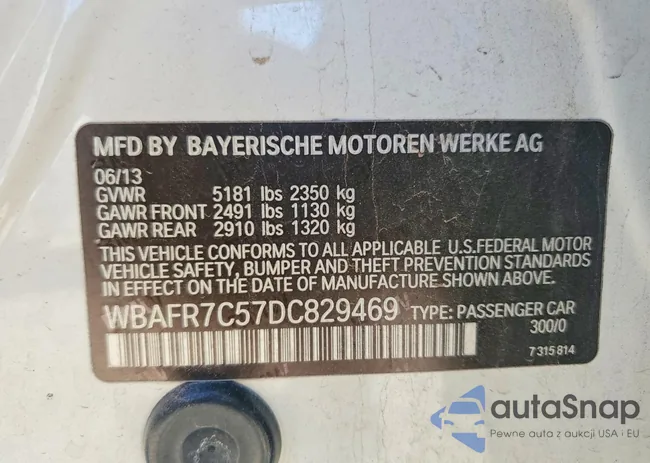 MFD BY BAYERISCHE MOTOREN WERKE AG
06/13
GVWR 5181 lbs 2350 kg
GAWR FRONT 2491 lbs 1130 kg
GAWR REAR 2910 lbs 1320 kg
THIS VEHICLE CONFORMS TO ALL APPLICABLE U.S.FEDERAL MOTOR
VEHICLE SAFETY, BUMPER AND THEFT PREVENTION STANDARDS
IN EFFECT ON THE DATE OF MANUFACTURE SHOWN ABOVE.
WBAFR7C57DC829469 TYPE: PASSENGER CAR
300/0
7315814
autaSnap
Pewne auta z aukcji USA i EU